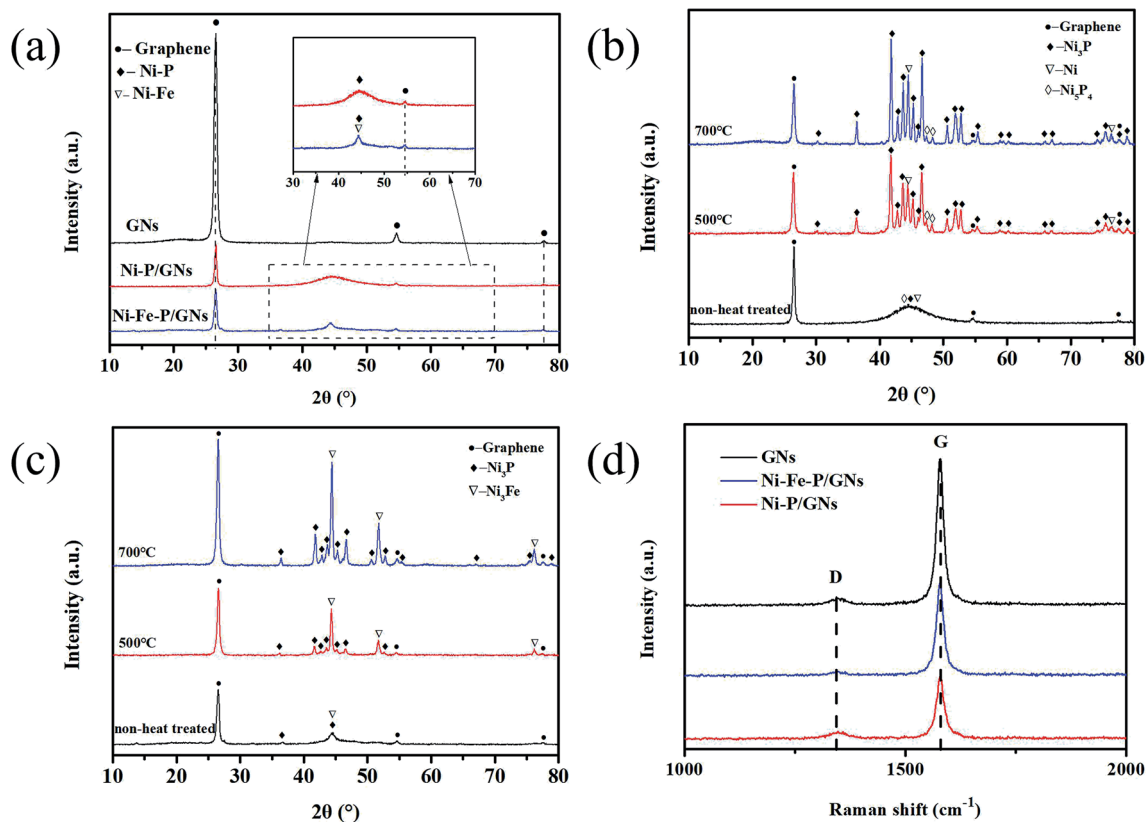 (a)
●– Graphene
◆– Ni-P
▽– Ni-Fe
30 40 50 60 70
GNs
Ni-P/GNs
Ni-Fe-P/GNs
Intensity (a.u.)
10 20 30 40 50 60 70 80
2θ (°)
(b)
●–Graphene
◆–Ni₃P
▽–Ni
◊–Ni₅P₄
700°C
500°C
non-heat treated
Intensity (a.u.)
10 20 30 40 50 60 70 80
2θ (°)
(c)
●–Graphene
◆–Ni₃P
▽–Ni₃Fe
700°C
500°C
non-heat treated
Intensity (a.u.)
10 20 30 40 50 60 70 80
2θ (°)
(d)
GNs
Ni-Fe-P/GNs
Ni-P/GNs
G
D
Intensity (a.u.)
1000 1500 2000
Raman shift (cm⁻¹)